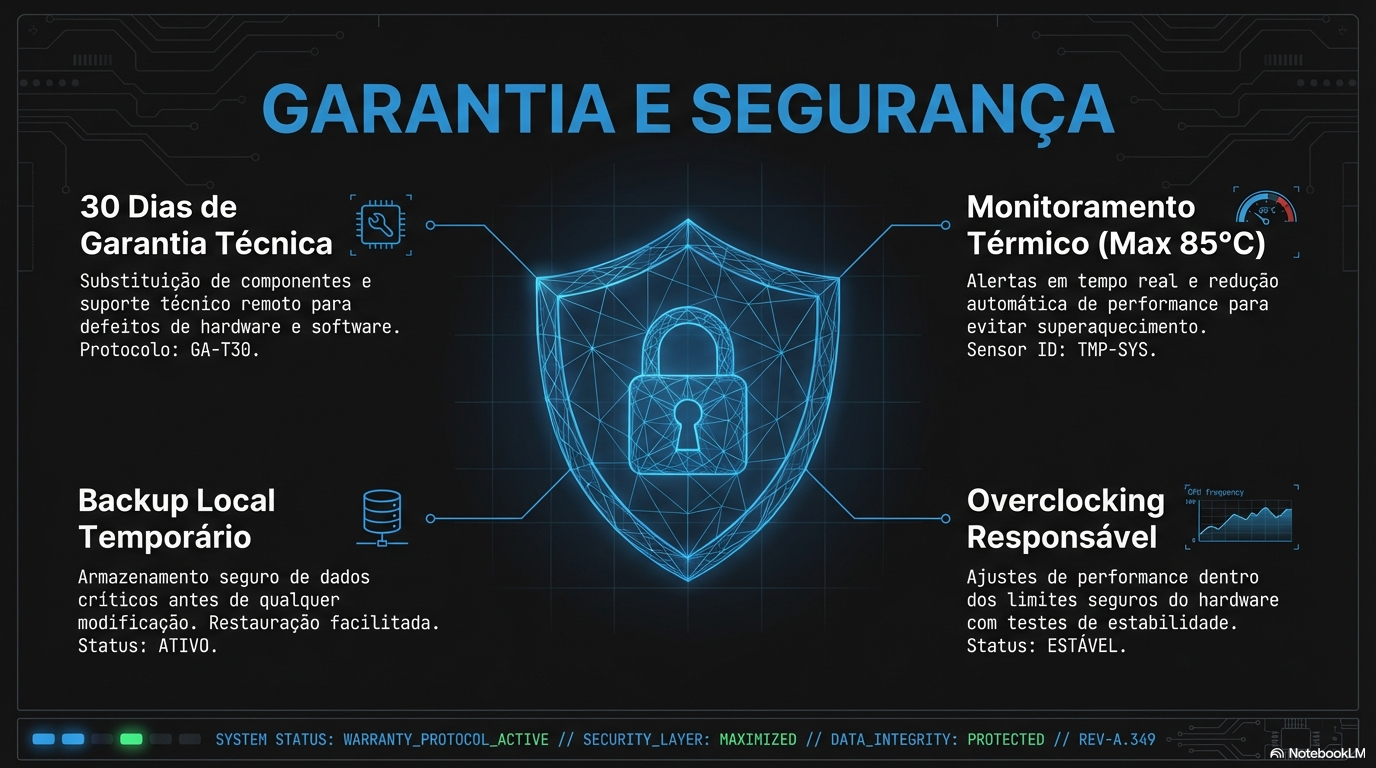 GARANTIA E SEGURANÇA
30 Dias de
Garantia Técnica
Substituição de componentes e
suporte técnico remoto para
defeitos de hardware e software.
Protocolo: GA-T30.
Monitoramento
Térmico (Max 85°C)
Alertas em tempo real e redução
automática de performance para
evitar superaquecimento.
Sensor ID: TMP-SYS.
Backup Local
Temporário
Armazenamento seguro de dados
críticos antes de qualquer
modificação. Restauração facilitada.
Status: ATIVO.
Overclocking
Responsável
frequency
0
Ajustes de performance dentro
dos limites seguros do hardware
com testes de estabilidade.
Status: ESTÁVEL.
SYSTEM STATUS: WARRANTY_PROTOCOL_ACTIVE // SECURITY_LAYER: MAXIMIZED // DATA_INTEGRITY: PROTECTED // REV-A.349
NotebookLM